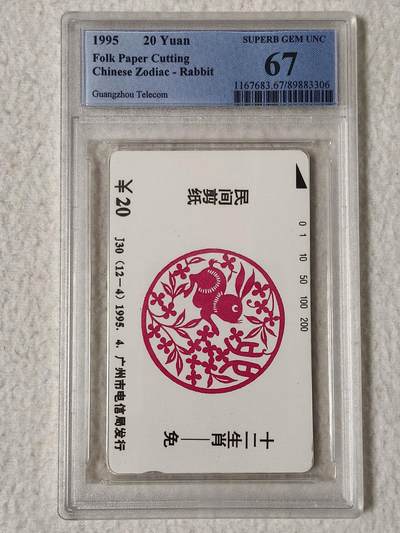 1995 20 Yuan
Folk Paper Cutting
Chinese Zodiac - Rabbit
Guangzhou Telecom
SUPERB GEM UNC
67
1167683.67/89883306
民间剪纸
0 1 10 50 100 200
¥20
J30(12-4)1995.4.广州市电信局发行
十二生肖——兔